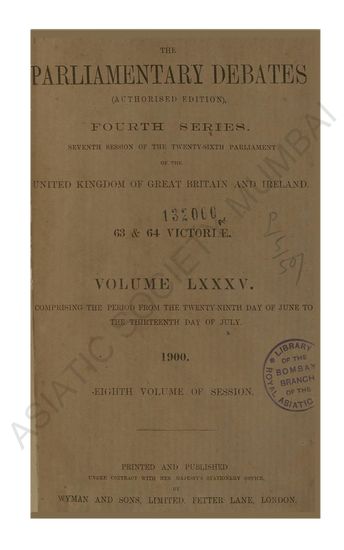 THE
PARLIAMENTARY DEBATES
(AUTHORISED EDITION),
FOURTH SERIES.
SEVENTH SESSION OF THE TWENTY-SIXTH PARLIAMENT
OF THE
UNITED KINGDOM OF GREAT BRITAIN AND IRELAND.
132000
63 & 64 VICTORIÆ.
VOLUME LXXXV.
COMPRISING THE PERIOD FROM THE TWENTY-NINTH DAY OF JUNE TO
THE THIRTEENTH DAY OF JULY.
1900.
EIGHTH VOLUME OF SESSION.
LIBRARY
OF THE
BOMBAY
BRANCH
OF THE
ROYAL ASIATIC
PRINTED AND PUBLISHED
UNDER CONTRACT WITH HER MAJESTY'S STATIONERY OFFICE,
BY
WYMAN AND SONS, LIMITED, FETTER LANE, LONDON.
ASIATIC SOCIETY MUMBAI